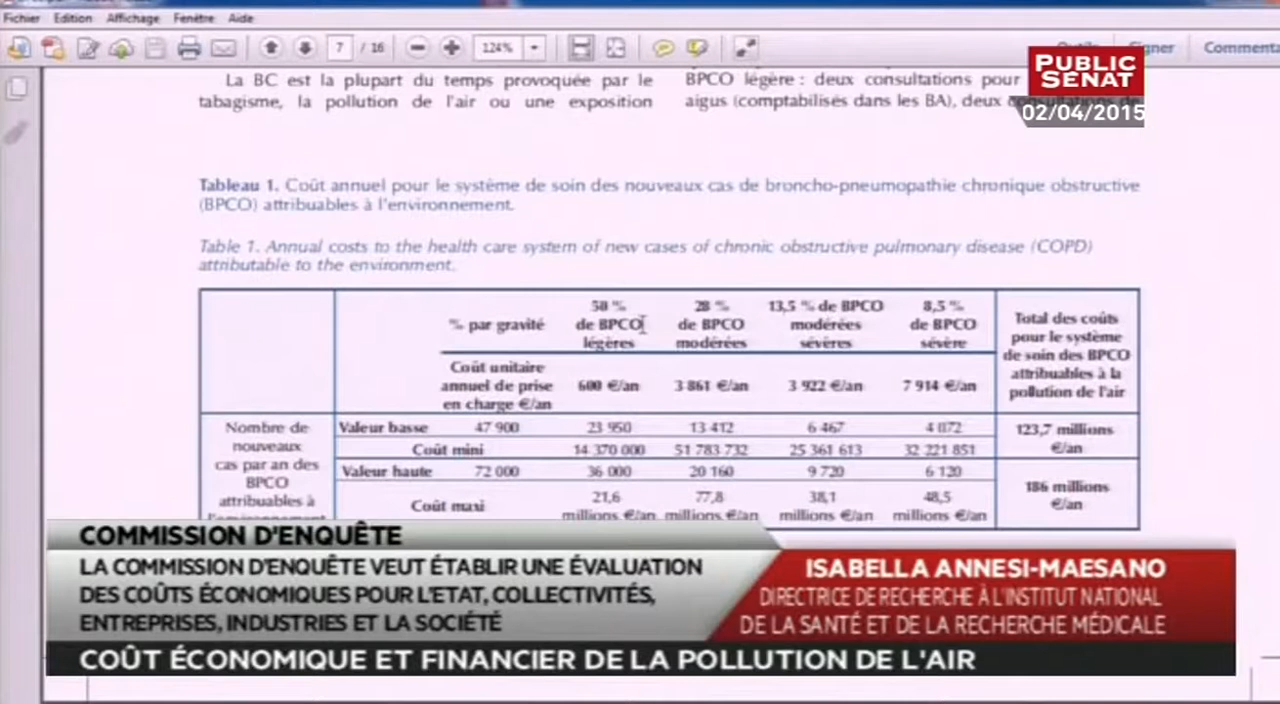 Fichier Edition Affichage Fenêtre Aide
7 / 16 124%
Signer
PUBLIC
SÉNAT
02/04/2015
La BC est la plupart du temps provoquée par le
tabagisme, la pollution de l'air ou une exposition
BPCO légère : deux consultations pour
aigus (comptabilisés dans les BA), deux
Tableau 1. Coût annuel pour le système de soin des nouveaux cas de broncho-pneumopathie chronique obstructive
(BPCO) attribuables à l'environnement.
Table 1. Annual costs to the health care system of new cases of chronic obstructive pulmonary disease (COPD)
attributable to the environment.
% par gravité
50 %
de BPCO
légères
28 %
de BPCO
modérées
13,5 % de BPCO
modérées
sévères
8,5 %
de BPCO
sévère
Total des coûts
pour le système
de soin des BPCO
attribuables à la
pollution de l'air
Coût unitaire
annuel de prise
en charge €/an
600 €/an 3 861 €/an 3 922 €/an 7 914 €/an
Nombre de
nouveaux
cas par an des
BPCO
attribuables à
l'environnement
Valeur basse 47 900 23 950 13 412 6 467 4 072
Coût mini 14 370 000 51 783 732 25 361 613 32 221 851
123,7 millions
€/an
Valeur haute 72 000 36 000 20 160 9 720 6 120
Coût maxi
21,6
millions €/an
77,8
millions €/an
38,1
millions €/an
48,5
millions €/an
186 millions
€/an
COMMISSION D'ENQUÊTE
LA COMMISSION D'ENQUÊTE VEUT ÉTABLIR UNE ÉVALUATION
DES COÛTS ÉCONOMIQUES POUR L'ETAT, COLLECTIVITÉS,
ENTREPRISES, INDUSTRIES ET LA SOCIÉTÉ
ISABELLA ANNESI-MAESANO
DIRECTRICE DE RECHERCHE À L'INSTITUT NATIONAL
DE LA SANTÉ ET DE LA RECHERCHE MÉDICALE
COÛT ÉCONOMIQUE ET FINANCIER DE LA POLLUTION DE L'AIR